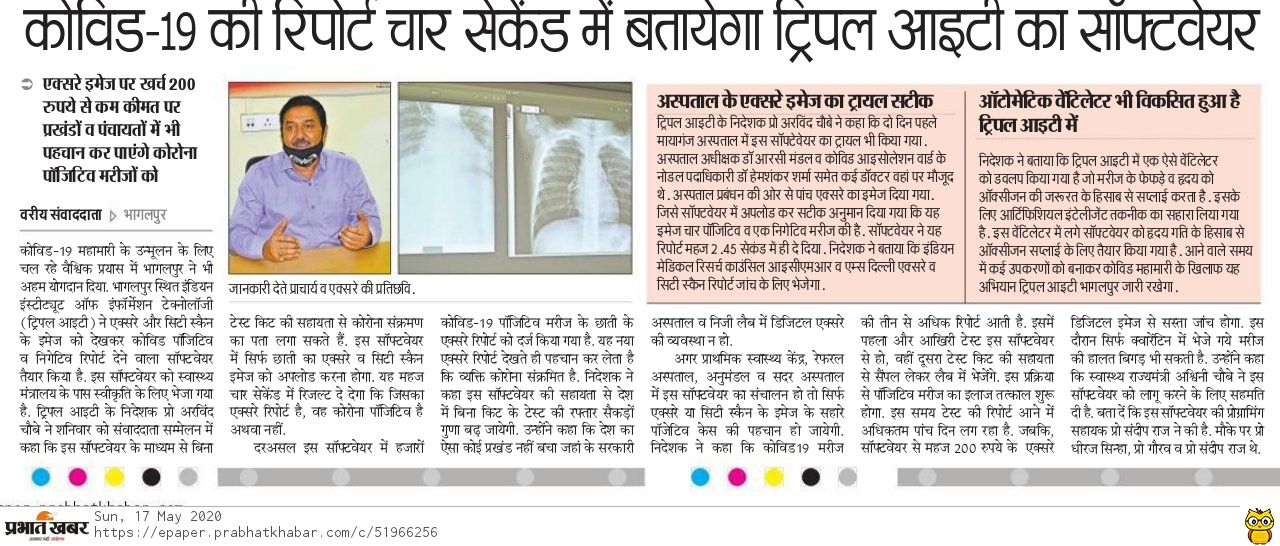 कोविड-19 की रिपोर्ट चार सेकेंड में बतायेगा ट्रिपल आइटी का सॉफ्टवेयर
एक्सरे इमेज पर खर्च 200
रुपये से कम कीमत पर
प्रखंडों व पंचायतों में भी
पहचान कर पाएंगे कोरोना
पॉजिटिव मरीजों को
वरीय संवाददाता ▷ भागलपुर
कोविड-19 महामारी के उन्मूलन के लिए
चल रहे वैश्विक प्रयास में भागलपुर ने भी
अहम योगदान दिया. भागलपुर स्थित इंडियन
इंस्टीट्यूट ऑफ इंफॉर्मेशन टेक्नोलॉजी
(ट्रिपल आइटी) ने एक्सरे और सिटी स्कैन
के इमेज को देखकर कोविड पॉजिटिव
व निगेटिव रिपोर्ट देने वाला सॉफ्टवेयर
तैयार किया है. इस सॉफ्टवेयर को स्वास्थ्य
मंत्रालय के पास स्वीकृति के लिए भेजा गया
है. ट्रिपल आइटी के निदेशक प्रो अरविंद
चौबे ने शनिवार को संवाददाता सम्मेलन में
कहा कि इस सॉफ्टवेयर के माध्यम से बिना
जानकारी देते प्राचार्य व एक्सरे की प्रतिछवि.
टेस्ट किट की सहायता से कोरोना संक्रमण
का पता लगा सकते हैं. इस सॉफ्टवेयर
में सिर्फ छाती का एक्सरे व सिटी स्कैन
इमेज को अपलोड करना होगा. यह महज
चार सेकेंड में रिजल्ट दे देगा कि जिसका
एक्सरे रिपोर्ट है, वह कोरोना पॉजिटिव है
अथवा नहीं.
दरअसल इस सॉफ्टवेयर में हजारों
कोविड-19 पॉजिटिव मरीज के छाती के
एक्सरे रिपोर्ट को दर्ज किया गया है. यह नया
एक्सरे रिपोर्ट देखते ही पहचान कर लेता है
कि व्यक्ति कोरोना संक्रमित है. निदेशक ने
कहा इस सॉफ्टवेयर की सहायता से देश
में बिना किट के टेस्ट की रफ्तार सैकड़ों
गुणा बढ़ जायेगी. उन्होंने कहा कि देश का
ऐसा कोई प्रखंड नहीं बचा जहां के सरकारी
अस्पताल के एक्सरे इमेज का ट्रायल सटीक
ट्रिपल आइटी के निदेशक प्रो अरविंद चौबे ने कहा कि दो दिन पहले
मायागंज अस्पताल में इस सॉफ्टवेयर का ट्रायल भी किया गया.
अस्पताल अधीक्षक डॉ आरसी मंडल व कोविड आइसोलेशन वार्ड के
नोडल पदाधिकारी डॉ हेमशंकर शर्मा समेत कई डॉक्टर वहां पर मौजूद
थे. अस्पताल प्रबंधन की ओर से पांच एक्सरे का इमेज दिया गया.
जिसे सॉफ्टवेयर में अपलोड कर सटीक अनुमान दिया गया कि यह
इमेज चार पॉजिटिव व एक निगेटिव मरीज की है. सॉफ्टवेयर ने यह
रिपोर्ट महज 2.45 सेकंड में ही दे दिया. निदेशक ने बताया कि इंडियन
मेडिकल रिसर्च काउंसिल आइसीएमआर व एम्स दिल्ली एक्सरे व
सिटी स्कैन रिपोर्ट जांच के लिए भेजेगा.
ऑटोमेटिक वेंटिलेटर भी विकसित हुआ है
ट्रिपल आइटी में
निदेशक ने बताया कि ट्रिपल आइटी में एक ऐसे वेंटिलेटर
को डवलप किया गया है जो मरीज के फेफड़े व हृदय को
ऑक्सीजन की जरूरत के हिसाब से सप्लाई करता है. इसके
लिए आर्टिफिशियल इंटेलीजेंट तकनीक का सहारा लिया गया
है. इस वेंटिलेटर में लगे सॉफ्टवेयर को हृदय गति के हिसाब से
ऑक्सीजन सप्लाई के लिए तैयार किया गया है. आने वाले समय
में कई उपकरणों को बनाकर कोविड महामारी के खिलाफ यह
अभियान ट्रिपल आइटी भागलपुर जारी रखेगा.
अस्पताल व निजी लैब में डिजिटल एक्सरे
की व्यवस्था न हो.
अगर प्राथमिक स्वास्थ्य केंद्र, रेफरल
अस्पताल, अनुमंडल व सदर अस्पताल
में इस सॉफ्टवेयर का संचालन हो तो सिर्फ
एक्सरे या सिटी स्कैन के इमेज के सहारे
पॉजेटिव केस की पहचान हो जायेगी.
निदेशक ने कहा कि कोविड19 मरीज
की तीन से अधिक रिपोर्ट आती है. इसमें
पहला और आखिरी टेस्ट इस सॉफ्टवेयर
से हो, वहीं दूसरा टेस्ट किट की सहायता
से सैंपल लेकर लैब में भेजेंगे. इस प्रक्रिया
से पॉजिटिव मरीज का इलाज तत्काल शुरू
होगा. इस समय टेस्ट की रिपोर्ट आने में
अधिकतम पांच दिन लग रहा है. जबकि,
सॉफ्टवेयर से महज 200 रुपये के एक्सरे
डिजिटल इमेज से सस्ता जांच होगा. इस
दौरान सिर्फ क्वारेंटिन में भेजे गये मरीज
की हालत बिगड़ भी सकती है. उन्होंने कहा
कि स्वास्थ्य राज्यमंत्री अश्विनी चौबे ने इस
सॉफ्टवेयर को लागू करने के लिए सहमति
दी है. बता दें कि इस सॉफ्टवेयर की प्रोग्रामिंग
सहायक प्रो संदीप राज ने की है. मौके पर प्रो
धीरज सिन्हा, प्रो गौरव व प्रो संदीप राज थे.
प्रभात खबर
Sun, 17 May 2020
https://epaper.prabhatkhabar.com/c/51966256